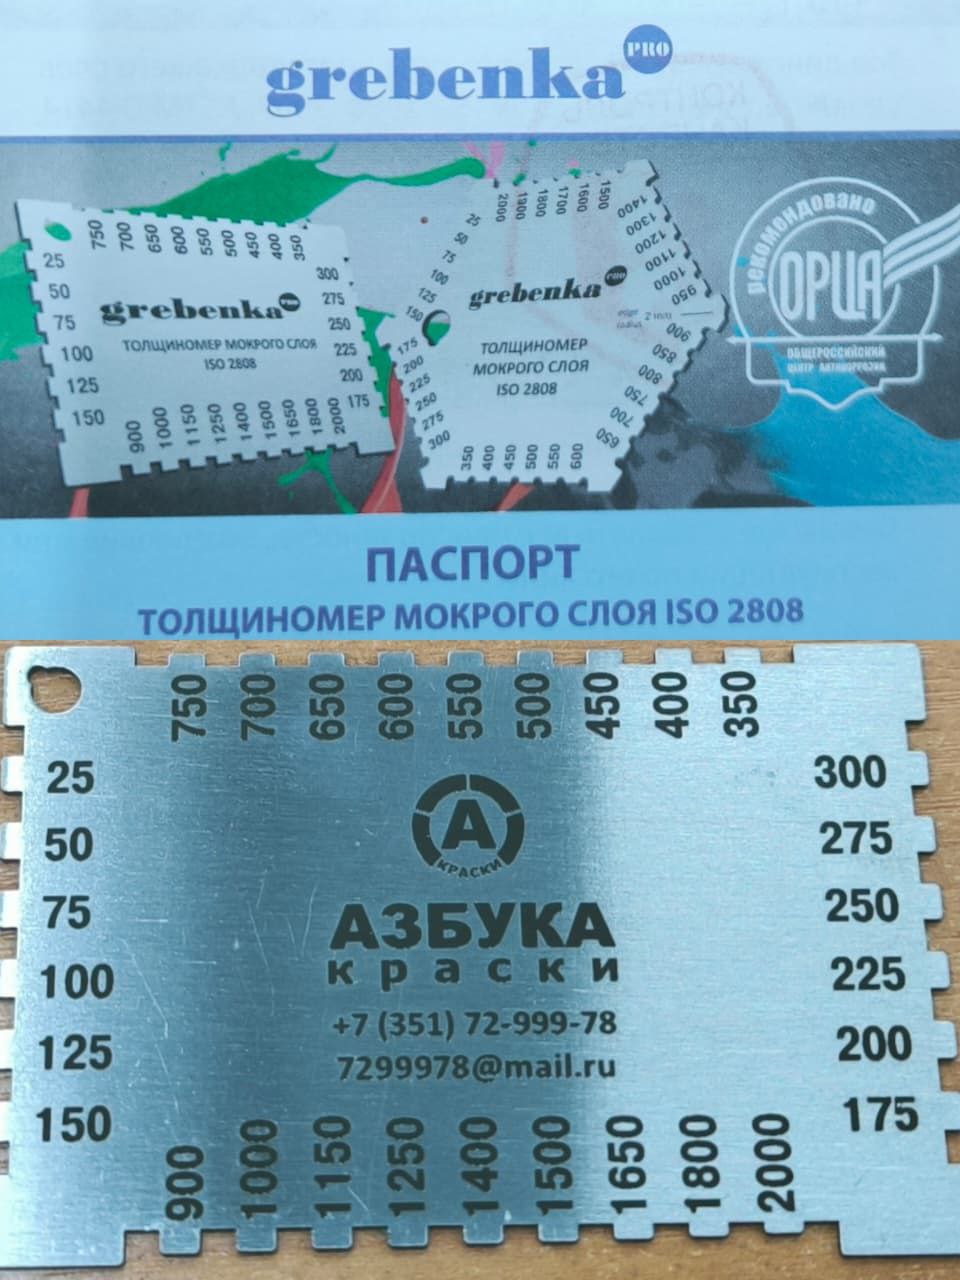 grebenka PRO
750 700 650 600 550 500 450 400 350
25
50
75
100
125
150
300
275
250
225
200
175
grebenka PRO
ТОЛЩИНОМЕР МОКРОГО СЛОЯ
ISO 2808
900 1000 1150 1250 1400 1500 1650 1800 2000
2000 1900 1800 1700 1600 1500
25
50
75
100
125
150
175
200
225
250
275
300
1400
1300
1200
1100
1000
950
900
850
800
750
700
650
grebenka PRO
ТОЛЩИНОМЕР
МОКРОГО СЛОЯ
ISO 2808
350 400 450 500 550 600
рекомендовано
ОРЦА
ОБЩЕРОССИЙСКИЙ
ЦЕНТР АНТИКОРРОЗИИ
ПАСПОРТ
ТОЛЩИНОМЕР МОКРОГО СЛОЯ ISO 2808
750 700 650 600 550 500 450 400 350
25
50
75
100
125
150
300
275
250
225
200
175
А
КРАСКИ
АЗБУКА
краски
+7 (351) 72-999-78
7299978@mail.ru
900 1000 1150 1250 1400 1500 1650 1800 2000